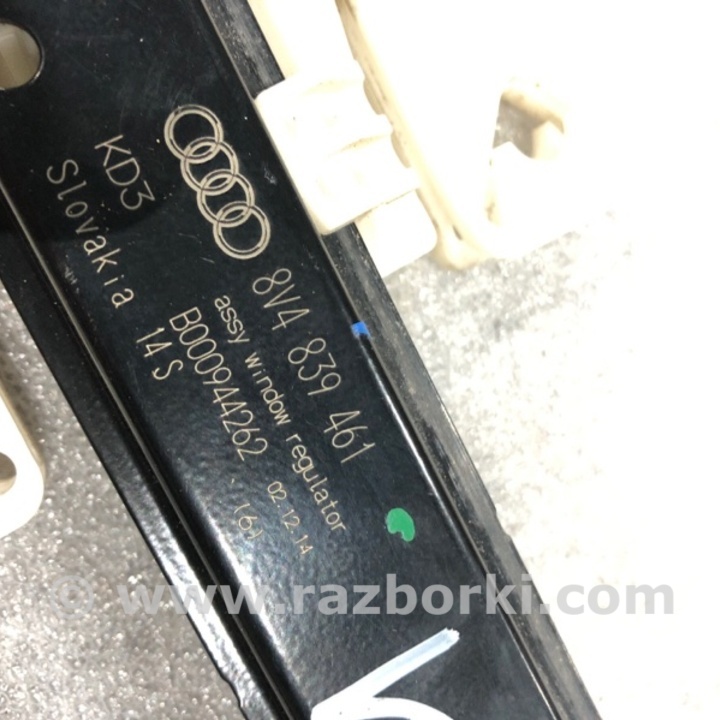 KD3
Slovakia
8V4 839 461
assy window regulator
B000944262 02.12.14
14 S
(6)
© www.razborki.com